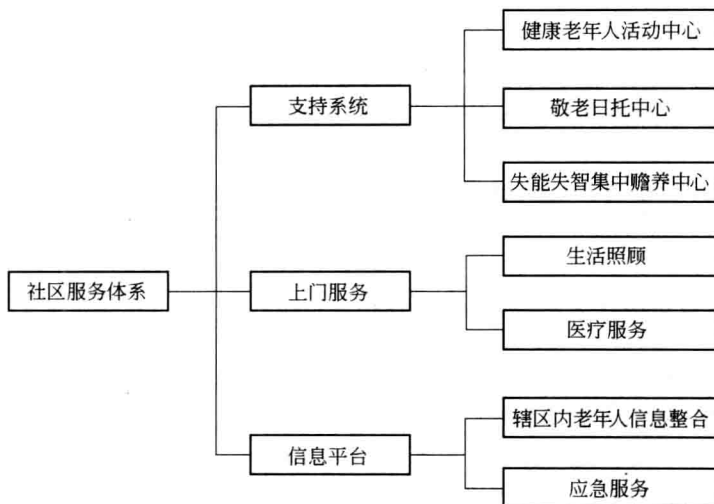 健康老年人活动中心
支持系统
敬老日托中心
失能失智集中赡养中心
社区服务体系
上门服务
生活照顾
医疗服务
信息平台
辖区内老年人信息整合
应急服务